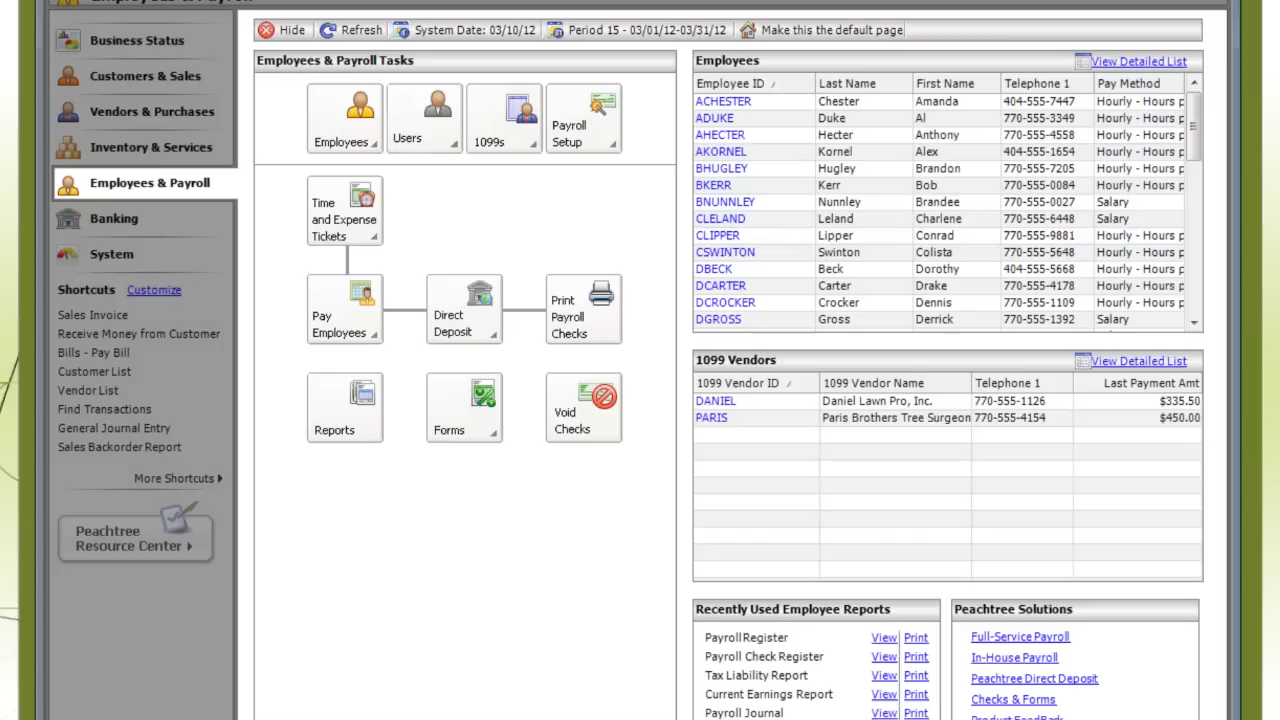 Employees & Payroll
Business Status
Customers & Sales
Vendors & Purchases
Inventory & Services
Employees & Payroll
Banking
System
Shortcuts Customize
Sales Invoice
Receive Money from Customer
Bills - Pay Bill
Customer List
Vendor List
Find Transactions
General Journal Entry
Sales Backorder Report
More Shortcuts
Peachtree
Resource Center
Hide Refresh System Date: 03/10/12 Period 15 - 03/01/12-03/31/12 Make this the default page
Employees & Payroll Tasks
Employees
Users
1099s
Payroll
Setup
Time
and Expense
Tickets
Pay
Employees
Direct
Deposit
Print
Payroll
Checks
Reports
Forms
Void
Checks
Employees View Detailed List
Employee ID / Last Name First Name Telephone 1 Pay Method
ACHESTER Chester Amanda 404-555-7447 Hourly - Hours p
ADUKE Duke Al 770-555-3349 Hourly - Hours p
AHECTER Hecter Anthony 770-555-4558 Hourly - Hours p
AKORNEL Kornel Alex 404-555-1654 Hourly - Hours p
BHUGLEY Hugley Brandon 770-555-7205 Hourly - Hours p
BKERR Kerr Bob 770-555-0084 Hourly - Hours p
BNUNNLEY Nunnley Brandee 770-555-0027 Salary
CLELAND Leland Charlene 770-555-6448 Salary
CLIPPER Lipper Conrad 770-555-9881 Hourly - Hours p
CSWINTON Swinton Colista 770-555-5648 Hourly - Hours p
DBECK Beck Dorothy 404-555-5668 Hourly - Hours p
DCARTER Carter Drake 770-555-4178 Hourly - Hours p
DCROCKER Crocker Dennis 770-555-1109 Hourly - Hours p
DGROSS Gross Derrick 770-555-1392 Salary
1099 Vendors View Detailed List
1099 Vendor ID / 1099 Vendor Name Telephone 1 Last Payment Amt
DANIEL Daniel Lawn Pro, Inc. 770-555-1126 $335.50
PARIS Paris Brothers Tree Surgeon 770-555-4154 $450.00
Recently Used Employee Reports
Payroll Register View Print
Payroll Check Register View Print
Tax Liability Report View Print
Current Earnings Report View Print
Payroll Journal View Print
Peachtree Solutions
Full-Service Payroll
In-House Payroll
Peachtree Direct Deposit
Checks & Forms
Product FeedBack